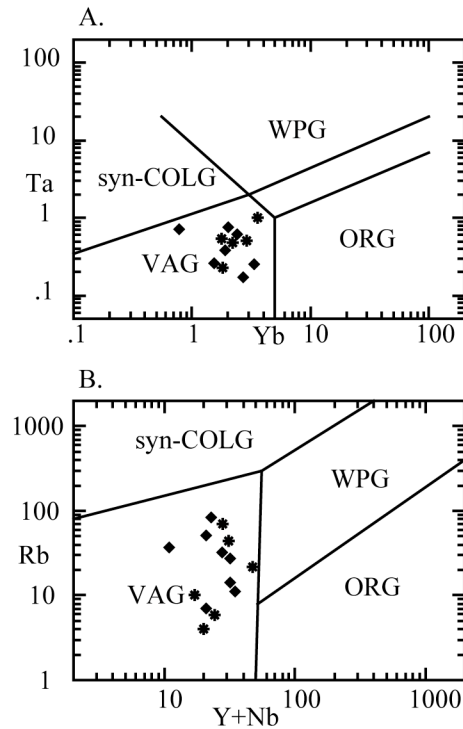 A.
100
WPG
10
Ta
syn-COLG
1
ORG
VAG
.1
.1 1 Yb 10 100
B.
1000
syn-COLG
WPG
100
Rb
ORG
10
VAG
1
10 100 1000
Y+Nb